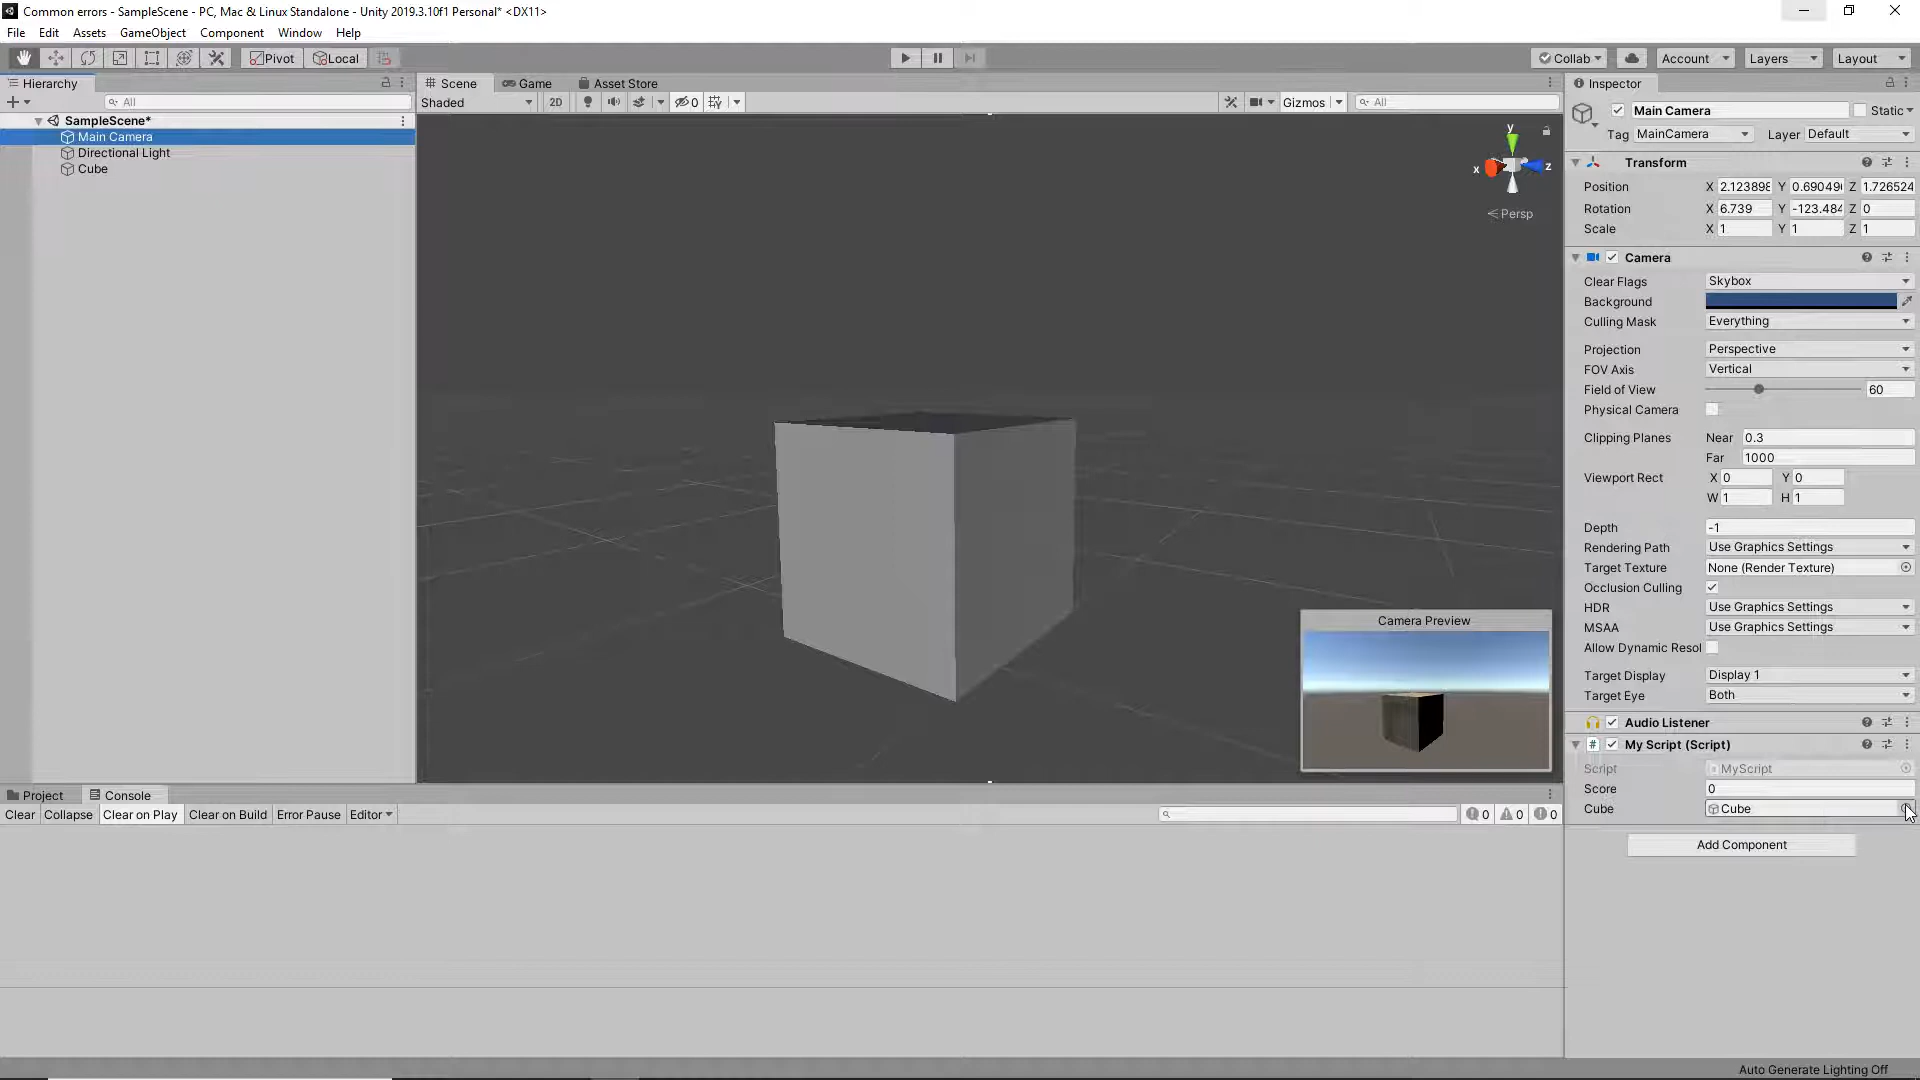 Common errors - SampleScene - PC, Mac & Linux Standalone - Unity 2019.3.10f1 Personal* <DX11>
File Edit Assets GameObject Component Window Help
Pivot Local Collab Account Layers Layout
Hierarchy
All
SampleScene*
Main Camera
Directional Light
Cube
Scene Game Asset Store
Shaded 2D 0 Gizmos All
y
x z
Persp
Camera Preview
Project Console
Clear Collapse Clear on Play Clear on Build Error Pause Editor 0 0 0
Inspector
Main Camera Static
Tag MainCamera Layer Default
Transform
Position X 2.123898 Y 0.69049 Z 1.726524
Rotation X 6.739 Y -123.484 Z 0
Scale X 1 Y 1 Z 1
Camera
Clear Flags Skybox
Background
Culling Mask Everything
Projection Perspective
FOV Axis Vertical
Field of View 60
Physical Camera
Clipping Planes Near 0.3
Far 1000
Viewport Rect X 0 Y 0
W 1 H 1
Depth -1
Rendering Path Use Graphics Settings
Target Texture None (Render Texture)
Occlusion Culling
HDR Use Graphics Settings
MSAA Use Graphics Settings
Allow Dynamic Resol
Target Display Display 1
Target Eye Both
Audio Listener
# My Script (Script)
Script MyScript
Score 0
Cube Cube
Add Component
Auto Generate Lighting Off